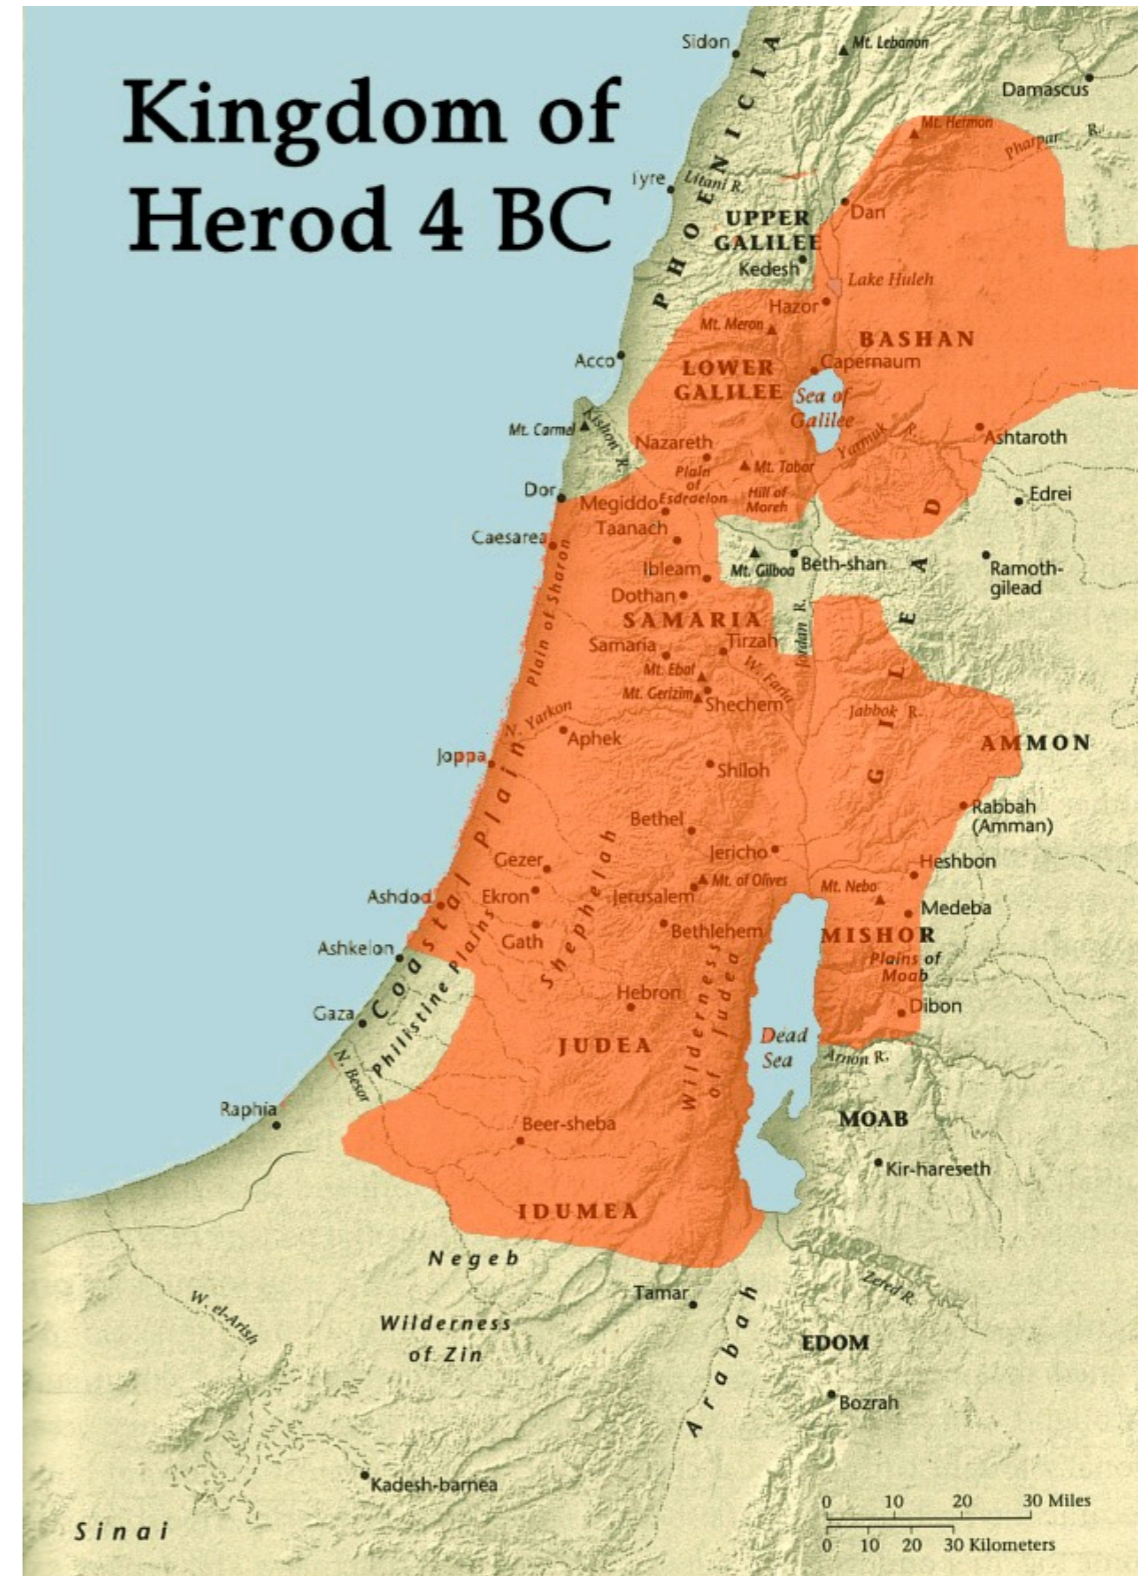 Kingdom of
Herod 4 BC
Sidon
Mt. Lebanon
Damascus
PHOENICIA
Mt. Hermon
Pharpar R.
Tyre
Litani R.
Dan
UPPER
GALILEE
Kedesh
Lake Huleh
Hazor
Mt. Meron
BASHAN
Acco
LOWER
GALILEE
Capernaum
Sea of
Galilee
Mt. Carmel
Kishon R.
Nazareth
Yarmuk R.
Ashtaroth
Plain
of
Esdraelon
Mt. Tabor
Hill of
Moreh
Dor
Megiddo
Edrei
Taanach
Caesarea
Ibleam
Mt. Gilboa
Beth-shan
Ramoth-
gilead
Dothan
GILEAD
Plain of Sharon
SAMARIA
Jordan R.
Samaria
Tirzah
Mt. Ebal
W. Faria
Mt. Gerizim
Shechem
Jabbok R.
N. Yarkon
Aphek
AMMON
Joppa
Shiloh
Rabbah
(Amman)
Coastal Plain
Bethel
Gezer
Jericho
Heshbon
Shephelah
Ashdod
Ekron
Jerusalem
Mt. of Olives
Mt. Nebo
Medeba
Gath
Bethlehem
MISHOR
Plains of
Moab
Ashkelon
Philistine Plains
Hebron
Wilderness
of Judea
Dibon
Gaza
JUDEA
Dead
Sea
Arnon R.
N. Besor
Raphia
Beer-sheba
MOAB
Kir-hareseth
IDUMEA
Negeb
Zered R.
Tamar
W. el-Arish
Wilderness
of Zin
Arabah
EDOM
Bozrah
Kadesh-barnea
Sinai
0 10 20 30 Miles
0 10 20 30 Kilometers